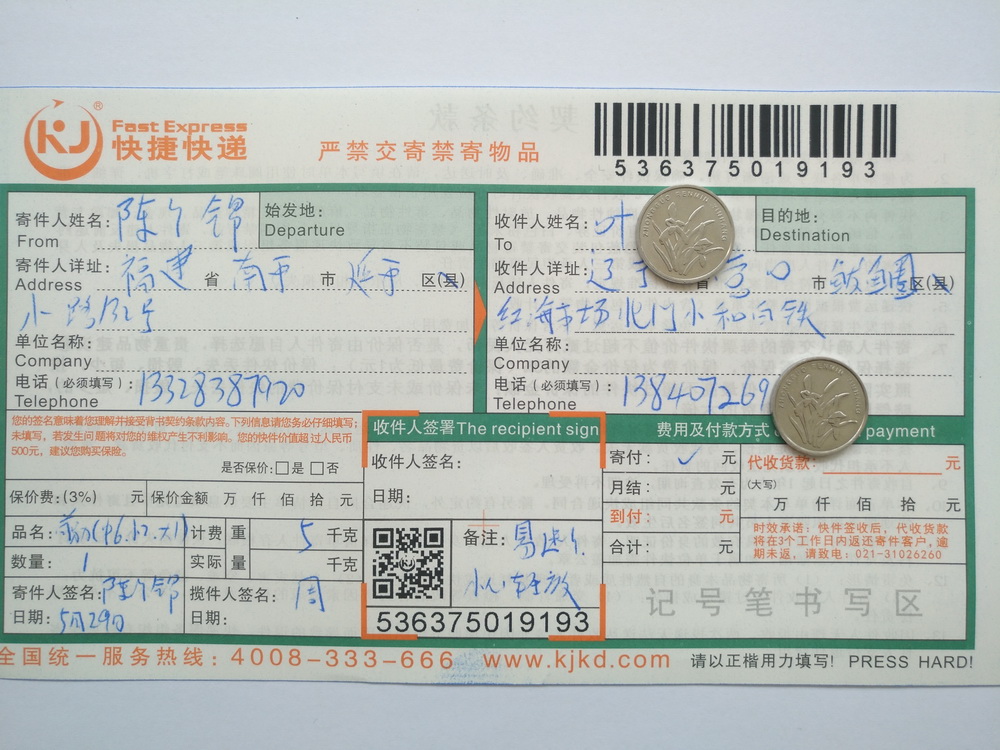 KJ ® Fast Express
快捷快递
严禁交寄禁寄物品
536375019193
寄件人姓名: 陈 锦
From
始发地:
Departure
寄件人详址: 福建 省 南平 市 延平 区(县)
Address
小 路132号
单位名称:
Company
电话(必须填写): 13328387920
Telephone
收件人姓名: 叶
To
目的地:
Destination
收件人详址: 辽宁 省 营口 市 鲅鱼圈 区(县)
Address
红海市场北门 和白铁
单位名称:
Company
电话(必须填写): 138407269
Telephone
您的签名意味着您理解并接受背书契约条款内容。下列信息请您务必仔细填写;
未填写,若发生问题将对您的维权产生不利影响。您的快件价值超过人民币
500元,建议您购买保险。
是否保价: □是 □否
保价费:(3%) 元 保价金额 万 仟 佰 拾 元
品名:
计费 重 5 千克
数量: 1
实际 量 千克
寄件人签名: 陈 锦
日期: 5月29日
揽件人签名: 周
日期:
收件人签署The recipient sign
收件人签名:
日期:
备注: 易碎
小心轻放
536375019193
费用及付款方式 payment
寄付: ✓ 元
月结: 元
到付: 元
合计: 元
代收货款: 元
(大写)
万 仟 佰 拾 元
时效承诺: 快件签收后,代收货款
将在3个工作日内返还寄件客户,逾
期未返,请致电: 021-31026260
记号笔书写区
全国统一服务热线: 4008-333-666 www.kjkd.com 请以正楷用力填写! PRESS HARD!